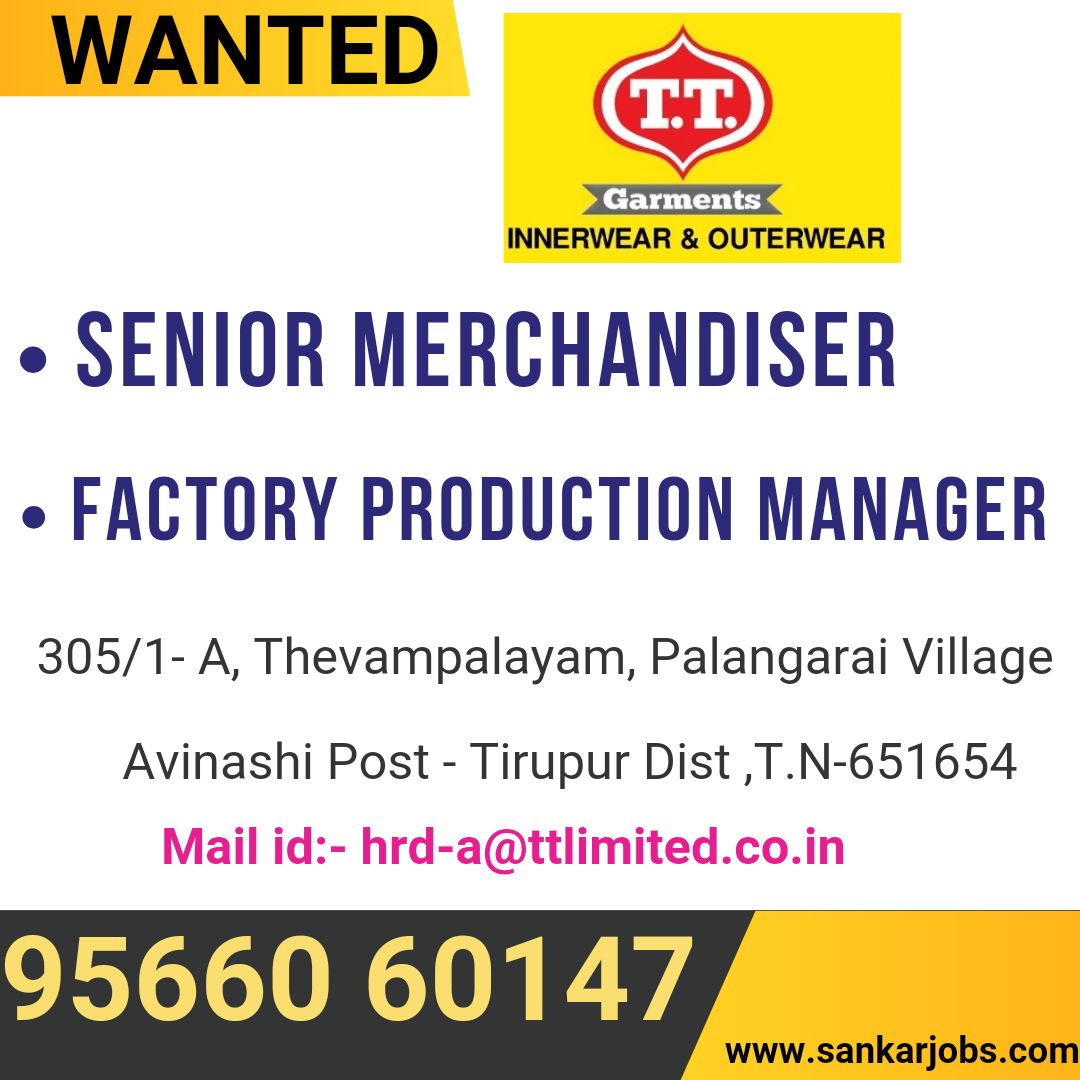 WANTED
T.T.
Garments
INNERWEAR & OUTERWEAR
• SENIOR MERCHANDISER
• FACTORY PRODUCTION MANAGER
305/1- A, Thevampalayam, Palangarai Village
Avinashi Post - Tirupur Dist ,T.N-651654
Mail id:- hrd-a@ttlimited.co.in
95660 60147
www.sankarjobs.com